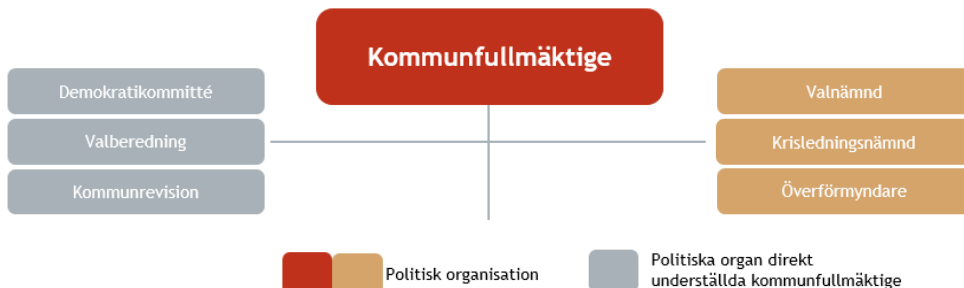 Kommunfullmäktige
Demokratikommitté
Valberedning
Kommunrevision
Valnämnd
Krisledningsnämnd
Överförmyndare
Politisk organisation
Politiska organ direkt
underställda kommunfullmäktige